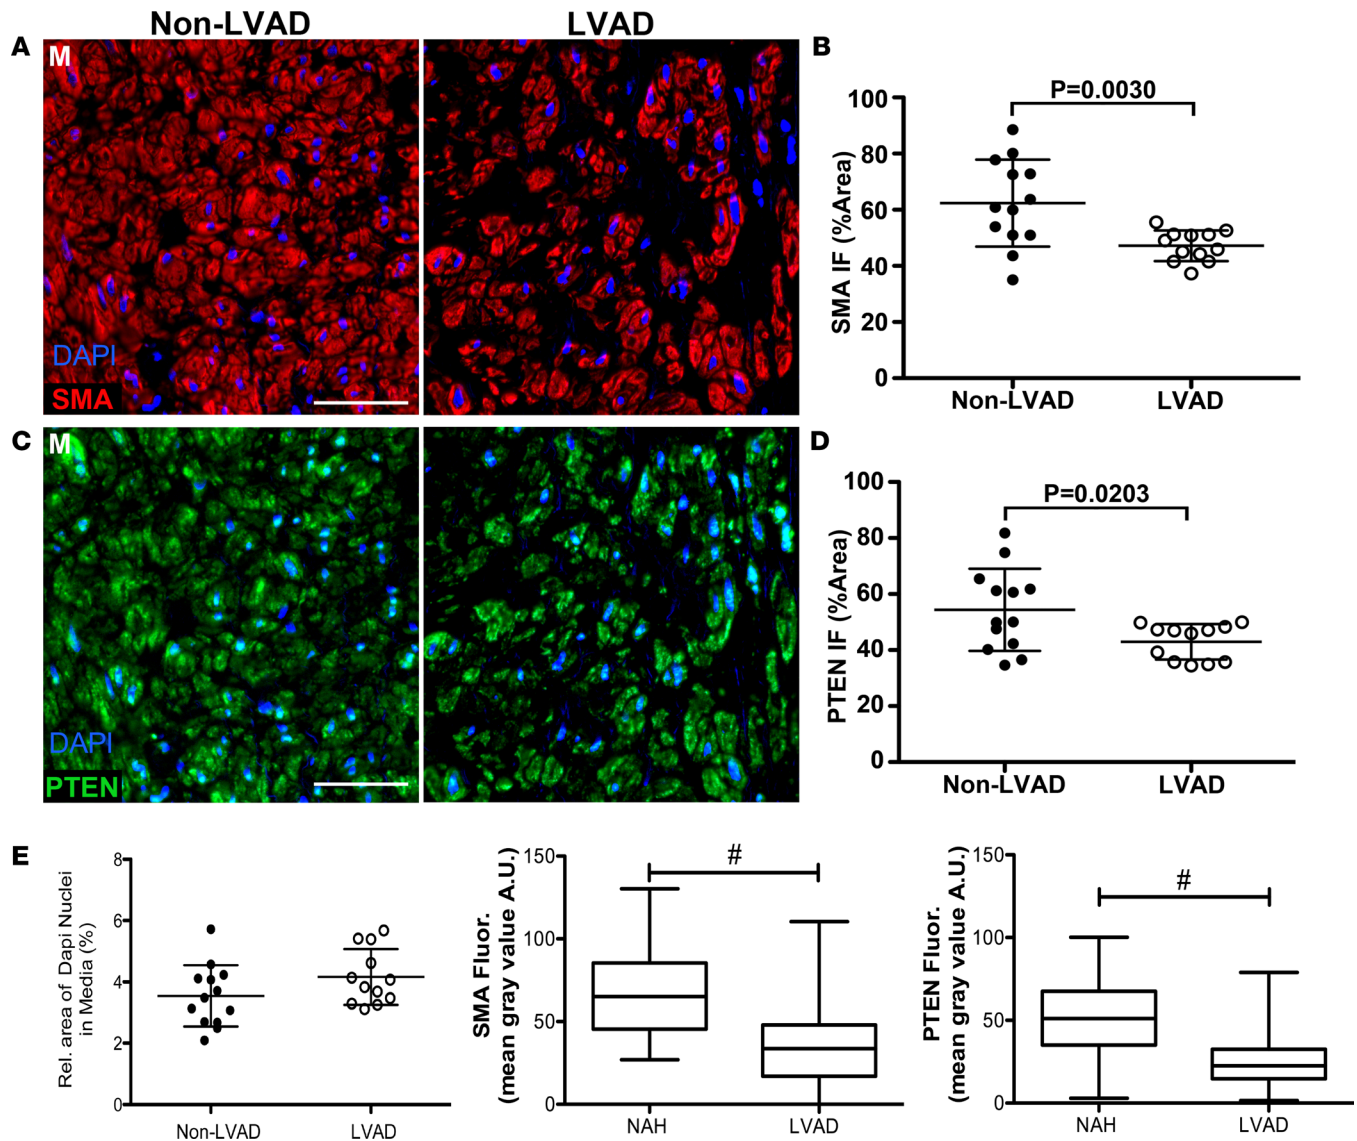 Non-LVAD
LVAD
A
M
DAPI
SMA
B
P=0.0030
SMA IF (%Area)
100
80
60
40
20
0
Non-LVAD
LVAD
C
M
DAPI
PTEN
D
P=0.0203
PTEN IF (%Area)
100
80
60
40
20
0
Non-LVAD
LVAD
E
Rel. area of Dapi Nuclei
in Media (%)
8
6
4
2
0
Non-LVAD
LVAD
SMA Fluor.
(mean gray value A.U.)
150
100
50
0
#
NAH
LVAD
PTEN Fluor.
(mean gray value A.U.)
150
100
50
0
#
NAH
LVAD